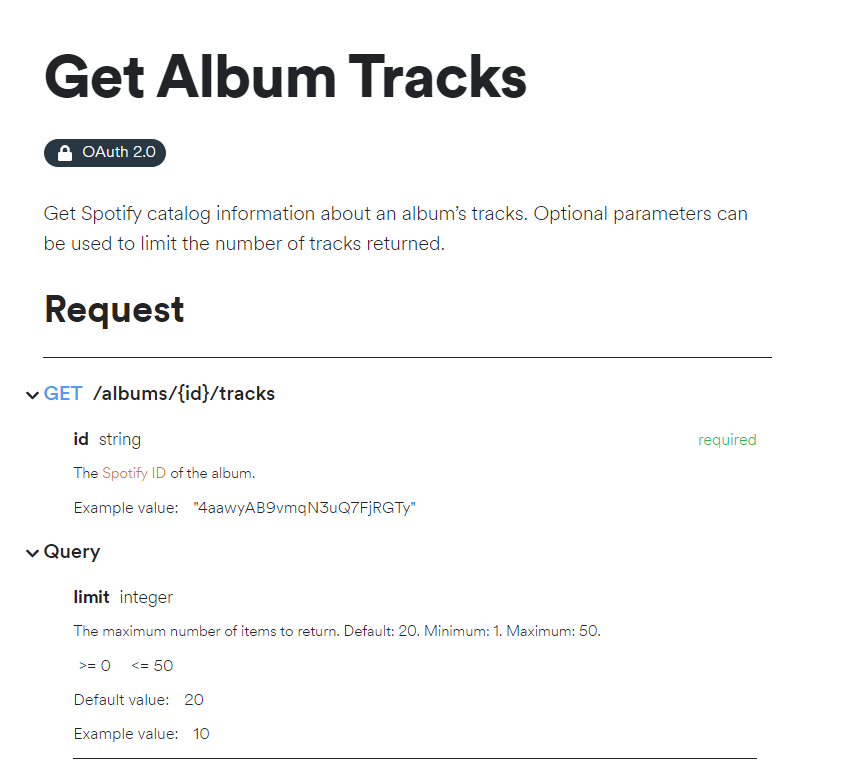 Get Album Tracks
OAuth 2.0
Get Spotify catalog information about an album’s tracks. Optional parameters can
be used to limit the number of tracks returned.
Request
GET /albums/{id}/tracks
id string required
The Spotify ID of the album.
Example value: "4aawyAB9vmqN3uQ7FjRGTy"
Query
limit integer
The maximum number of items to return. Default: 20. Minimum: 1. Maximum: 50.
>= 0 <= 50
Default value: 20
Example value: 10